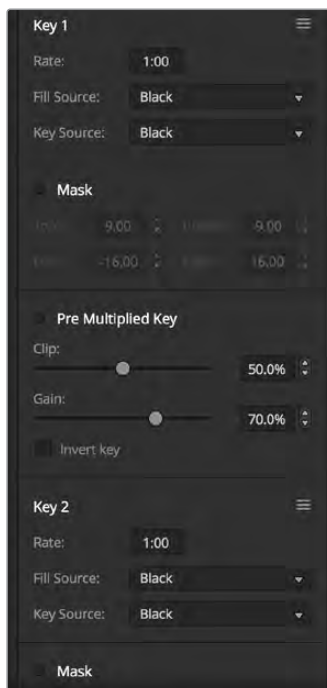 Key 1
Rate: 1:00
Fill Source: Black
Key Source: Black
Mask
9.00 9.00
-16.00 16.00
Pre Multiplied Key
Clip:
50.0%
Gain:
70.0%
Invert key
Key 2
Rate: 1:00
Fill Source: Black
Key Source: Black
Mask